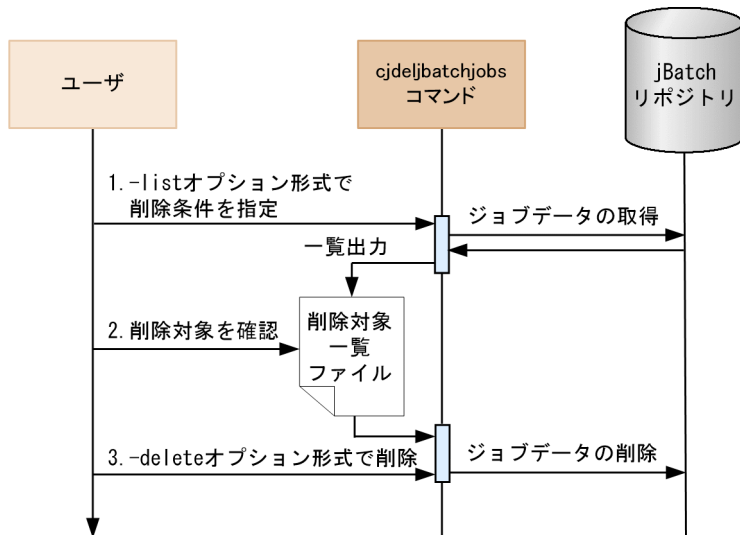 ユーザ
cjdeljbatchjobs
コマンド
jBatch
リポジトリ
1.-listオプション形式で
削除条件を指定
ジョブデータの取得
一覧出力
削除対象
一覧
ファイル
2.削除対象を確認
3.-deleteオプション形式で削除
ジョブデータの削除